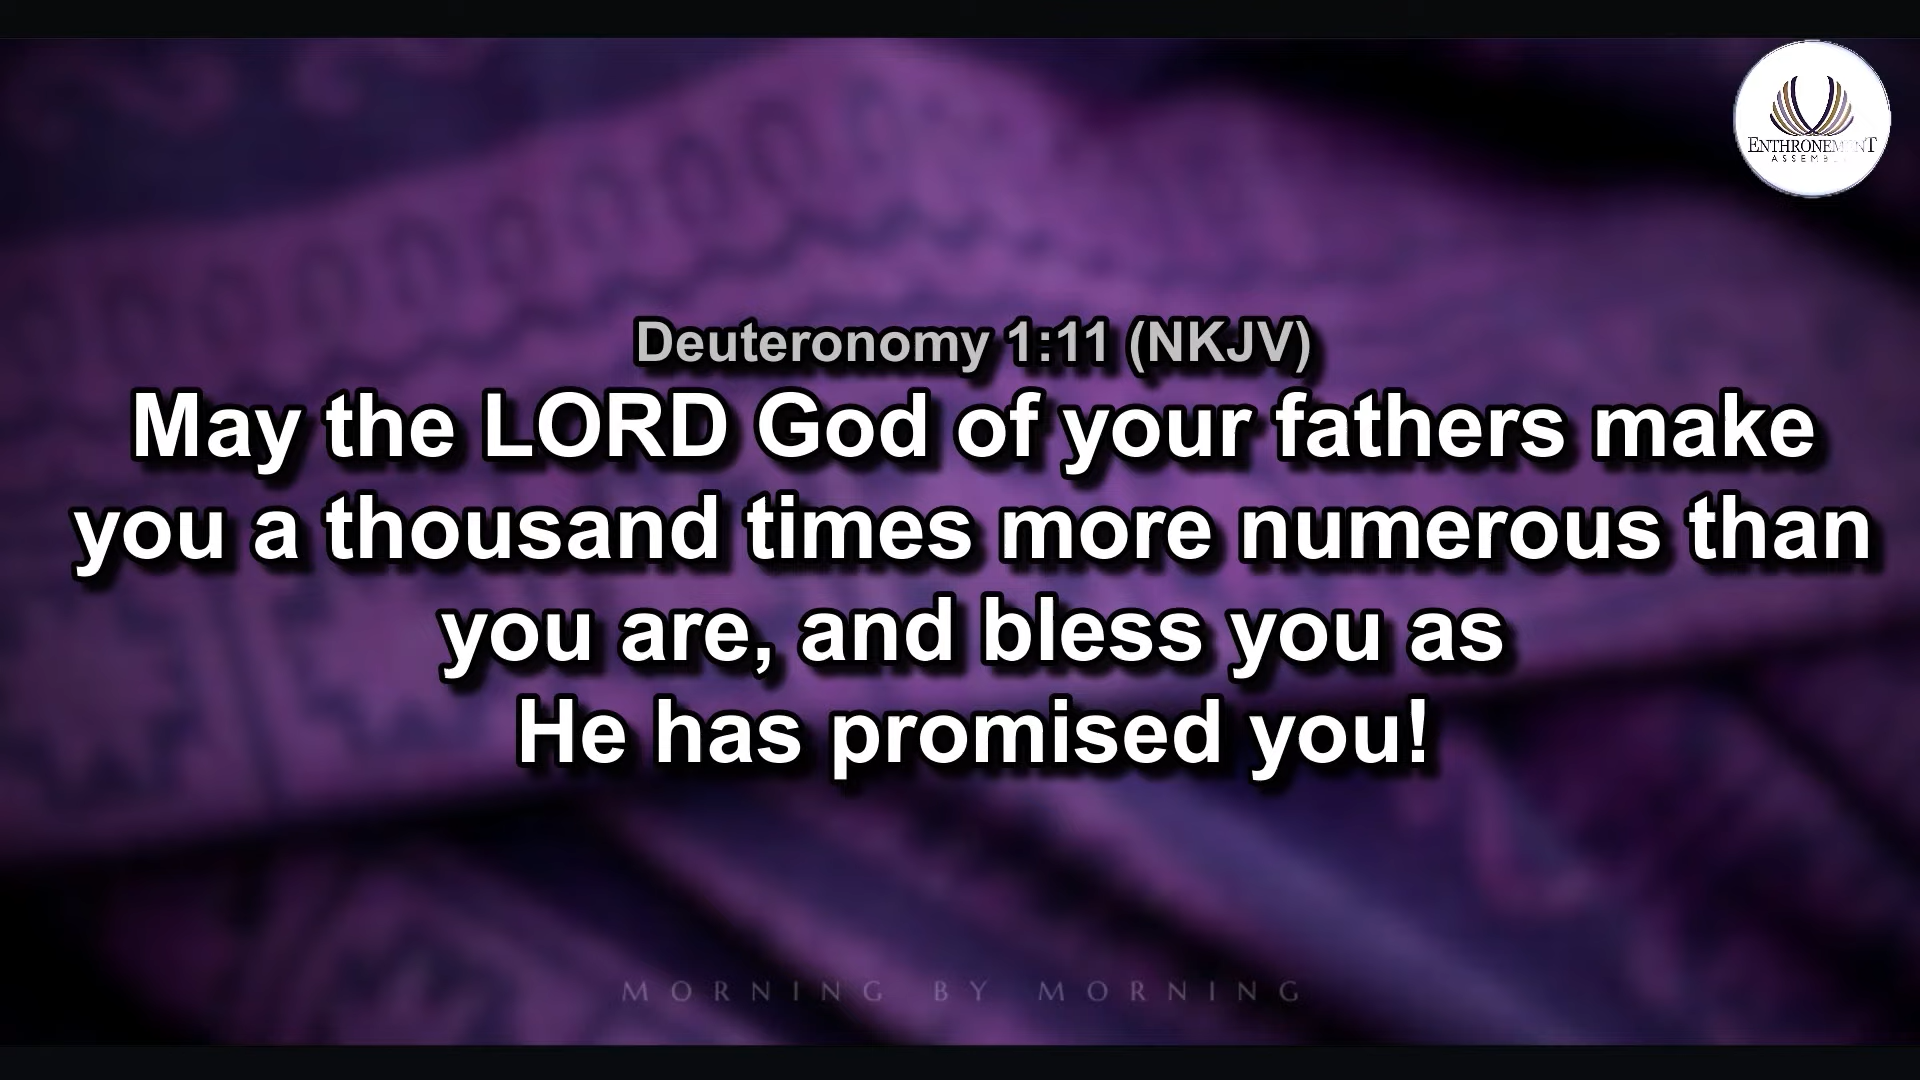 ENTHRONEMENT
ASSEMBLY
Deuteronomy 1:11 (NKJV)
May the LORD God of your fathers make
you a thousand times more numerous than
you are, and bless you as
He has promised you!
MORNING BY MORNING